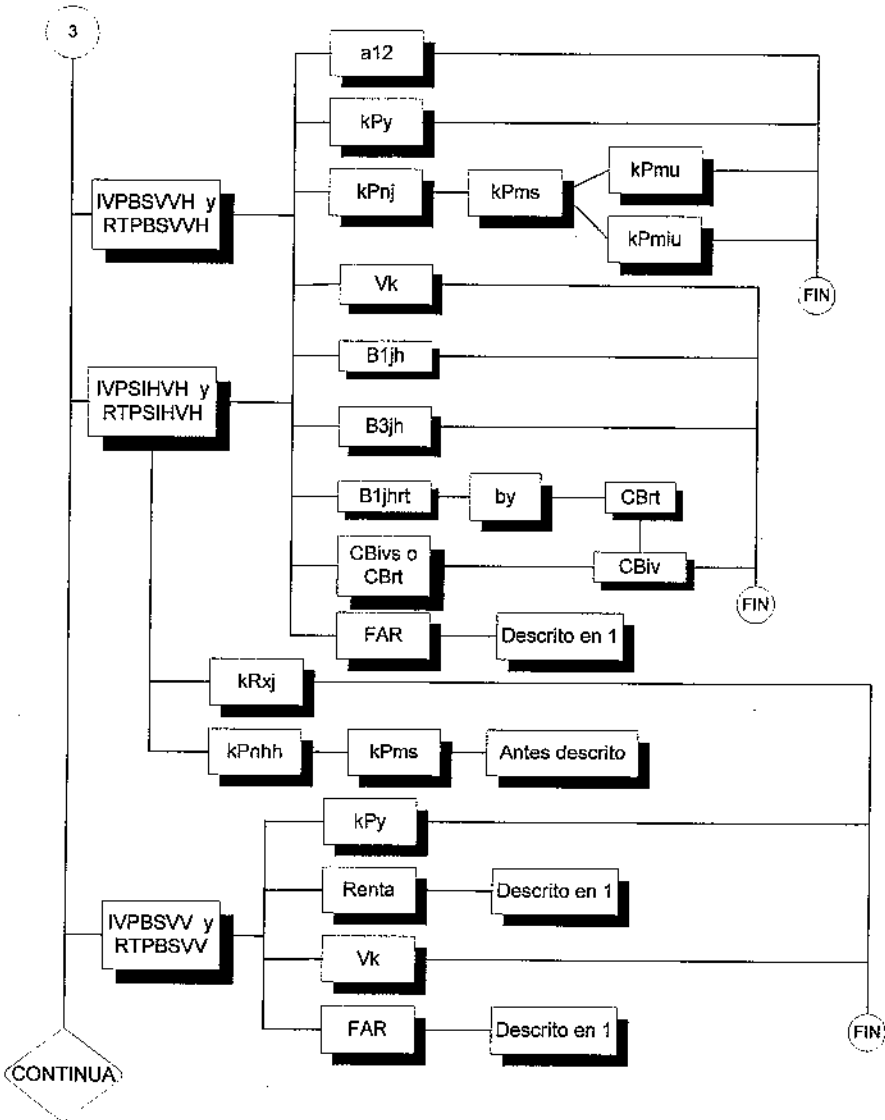 3
a12
kPy
kPnj
kPms
kPmu
kPmiu
IVPBSVVH y
RTPBSVVH
FIN
Vk
B1jh
IVPSIHVH y
RTPSIHVH
B3jh
B1jhrt
by
CBrt
CBivs o
CBrt
CBiv
FIN
FAR
Descrito en 1
kRxj
kPnhh
kPms
Antes descrito
kPy
IVPBSVV y
RTPBSVV
Renta
Descrito en 1
Vk
FAR
Descrito en 1
FIN
CONTINUA